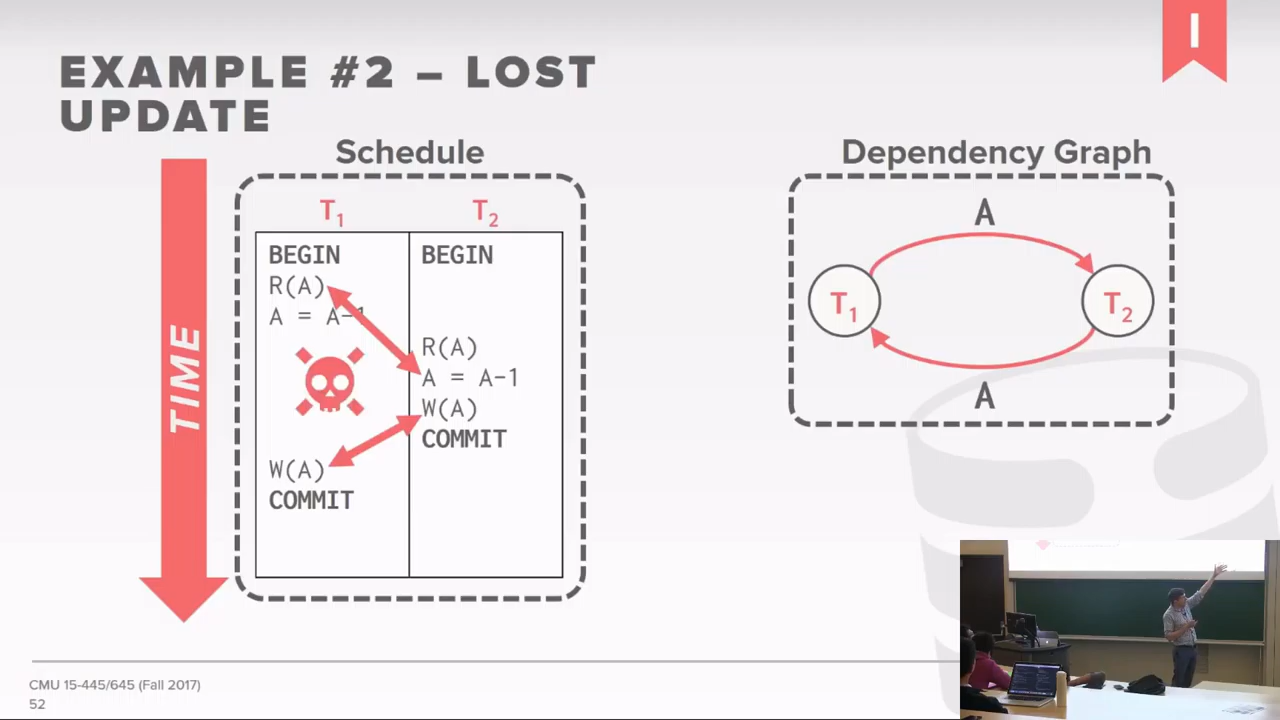 I
EXAMPLE #2 – LOST
UPDATE
Schedule
Dependency Graph
TIME
T1
T2
BEGIN
BEGIN
R(A)
A = A-1
R(A)
A = A-1
W(A)
COMMIT
W(A)
COMMIT
A
T1
T2
A
CMU 15-445/645 (Fall 2017)
52